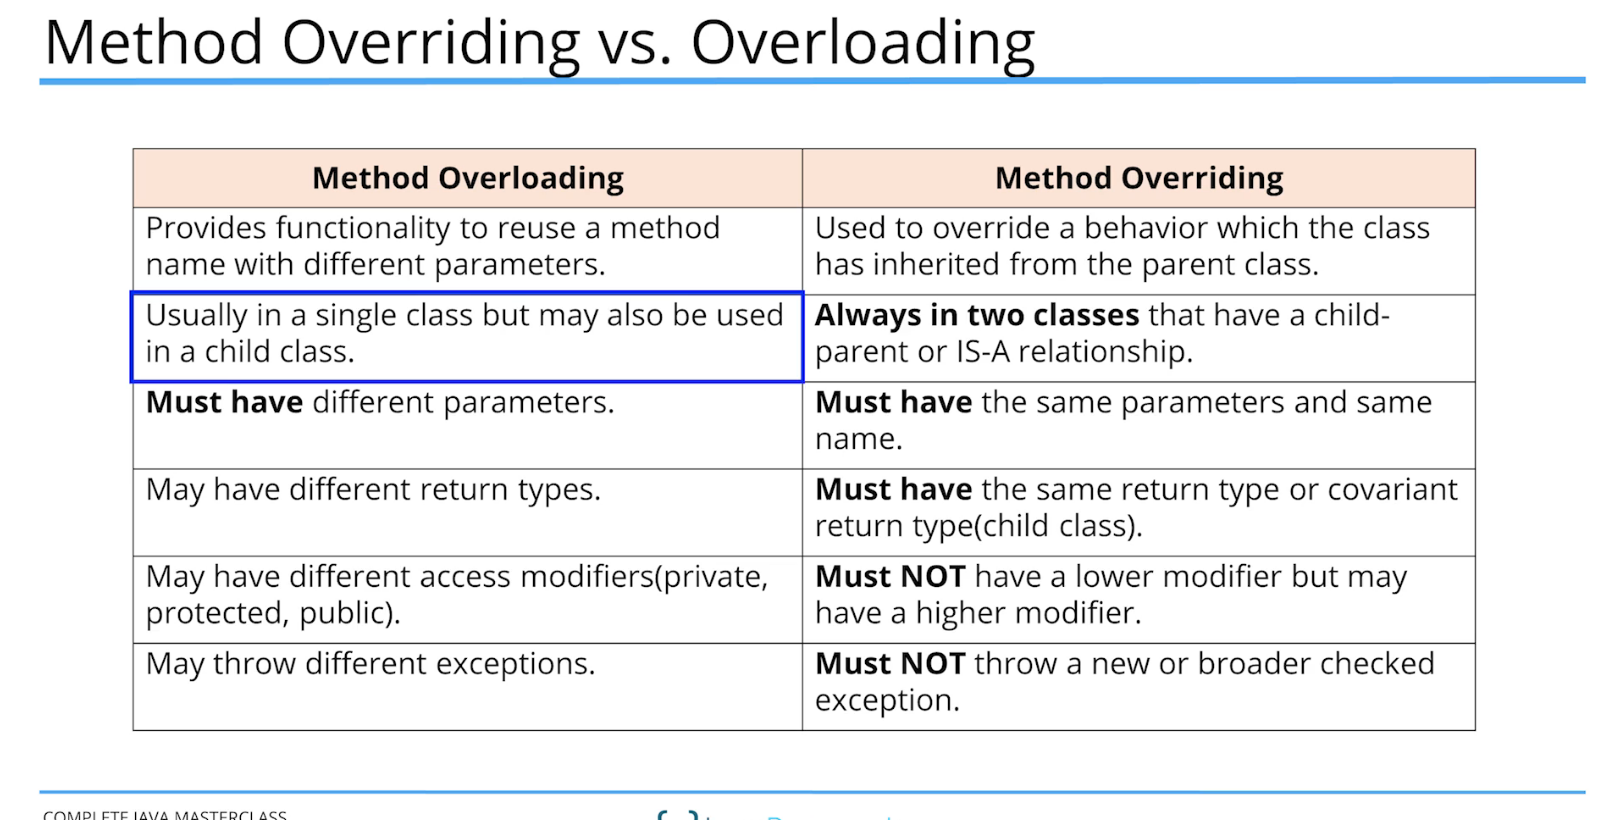 Method Overriding vs. Overloading
Method Overloading
Method Overriding
Provides functionality to reuse a method
name with different parameters.
Used to override a behavior which the class
has inherited from the parent class.
Usually in a single class but may also be used
in a child class.
Always in two classes that have a child-
parent or IS-A relationship.
Must have different parameters.
Must have the same parameters and same
name.
May have different return types.
Must have the same return type or covariant
return type(child class).
May have different access modifiers(private,
protected, public).
Must NOT have a lower modifier but may
have a higher modifier.
May throw different exceptions.
Must NOT throw a new or broader checked
exception.
COMPLETE JAVA MASTERCLASS